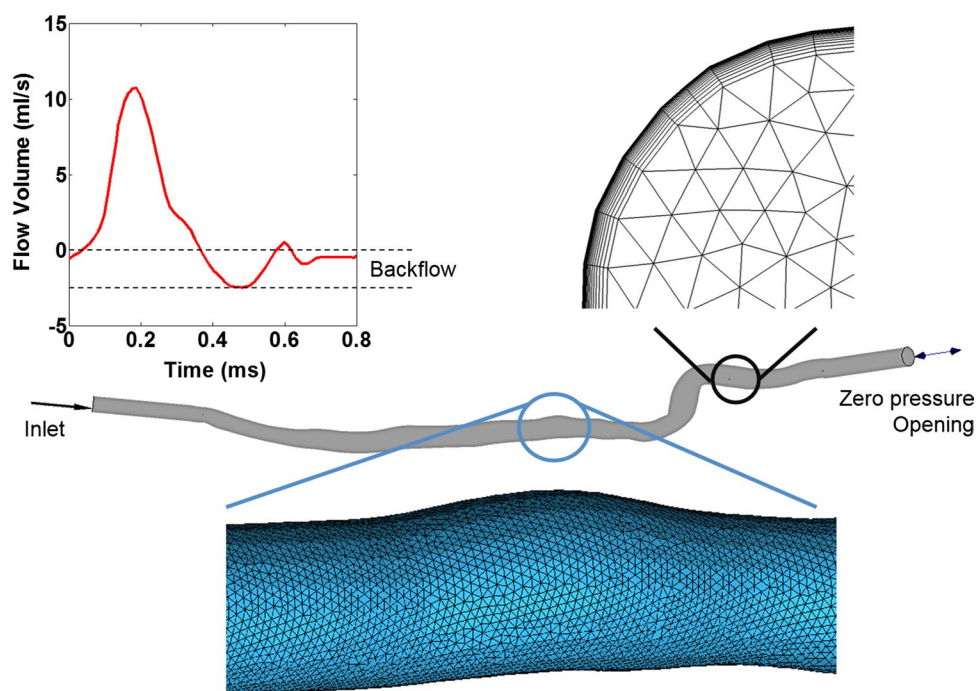 15
10
5
0
-5
Flow Volume (ml/s)
0
0.2
0.4
0.6
0.8
Time (ms)
Backflow
Inlet
Zero pressure
Opening